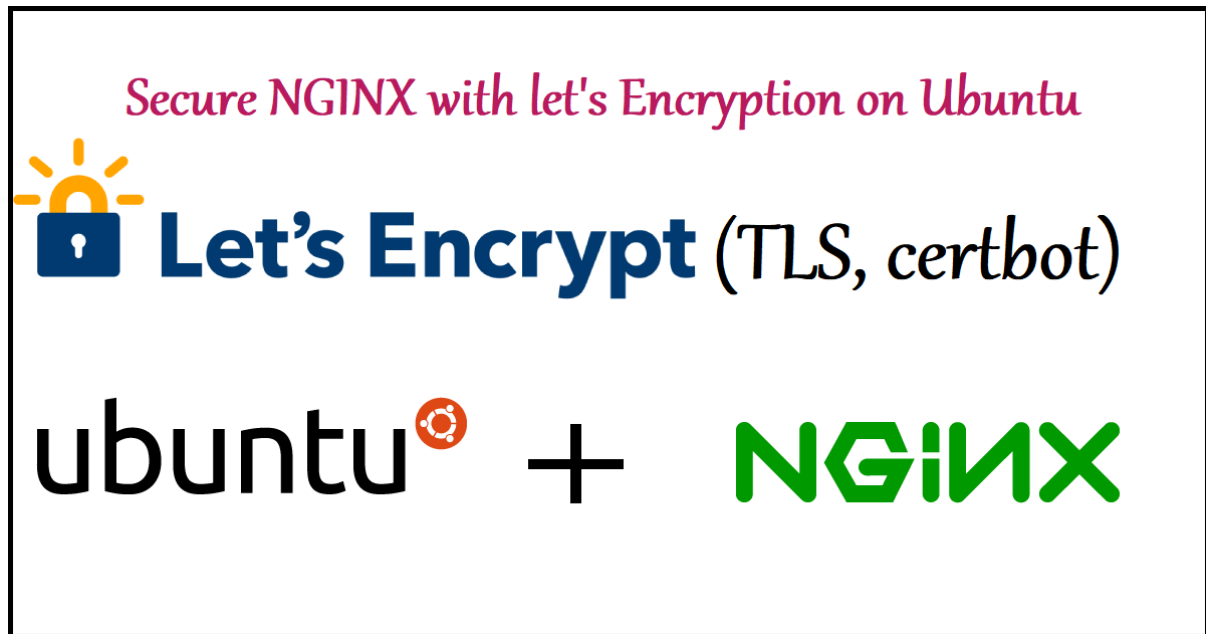 Secure NGINX with let's Encryption on Ubuntu
Let's Encrypt (TLS, certbot)
ubuntu + NGiNX